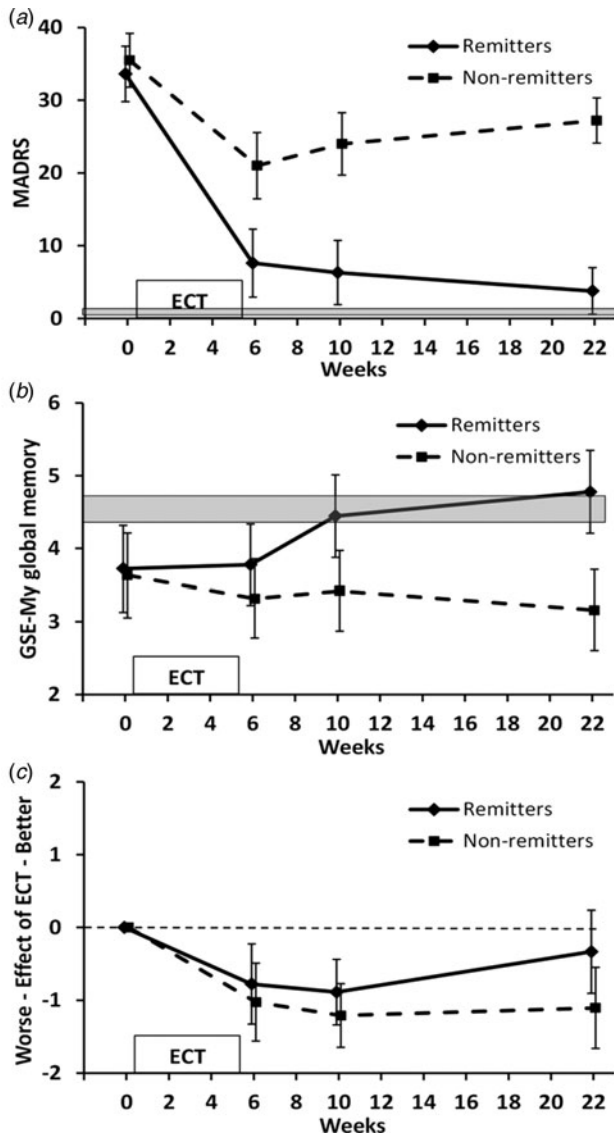 (a)
40
30
20
10
0
MADRS
Remitters
Non-remitters
ECT
0 2 4 6 8 10 12 14 16 18 20 22
Weeks
(b)
6
5
4
3
2
GSE-My global memory
Remitters
Non-remitters
ECT
0 2 4 6 8 10 12 14 16 18 20 22
Weeks
(c)
2
1
0
-1
-2
Worse - Effect of ECT - Better
Remitters
Non-remitters
ECT
0 2 4 6 8 10 12 14 16 18 20 22
Weeks